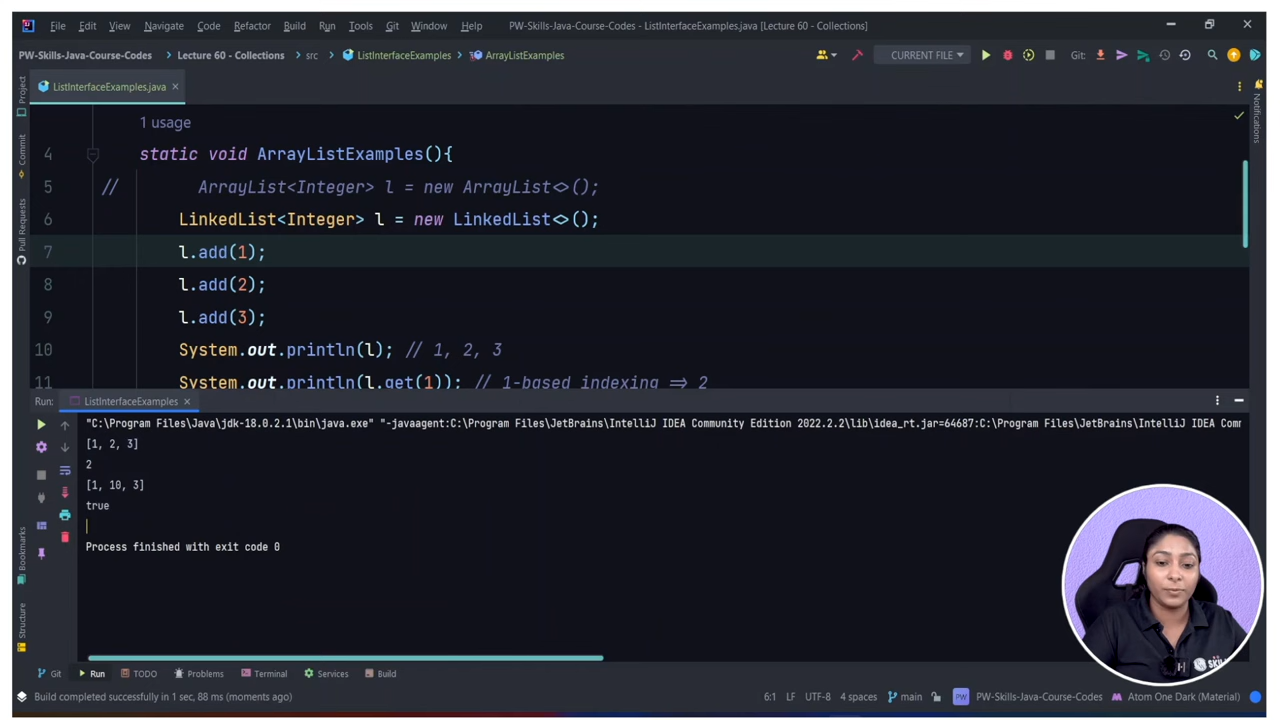 File Edit View Navigate Code Refactor Build Run Tools Git Window Help PW-Skills-Java-Course-Codes - ListInterfaceExamples.java [Lecture 60 - Collections]
PW-Skills-Java-Course-Codes Lecture 60 - Collections src ListInterfaceExamples ArrayListExamples CURRENT FILE Git:
ListInterfaceExamples.java
Project
Commit
Pull Requests
Bookmarks
Structure
Notifications
1 usage
4 static void ArrayListExamples(){
5 // ArrayList<Integer> l = new ArrayList<>();
6 LinkedList<Integer> l = new LinkedList<>();
7 l.add(1);
8 l.add(2);
9 l.add(3);
10 System.out.println(l); // 1, 2, 3
11 System.out.println(l.get(1)); // 1-based indexing => 2
Run: ListInterfaceExamples
"C:\Program Files\Java\jdk-18.0.2.1\bin\java.exe" "-javaagent:C:\Program Files\JetBrains\IntelliJ IDEA Community Edition 2022.2.2\lib\idea_rt.jar=64687:C:\Program Files\JetBrains\IntelliJ IDEA Com
[1, 2, 3]
2
[1, 10, 3]
true
Process finished with exit code 0
Git Run TODO Problems Terminal Services Build
Build completed successfully in 1 sec, 88 ms (moments ago) 6:1 LF UTF-8 4 spaces main PW PW-Skills-Java-Course-Codes Atom One Dark (Material)